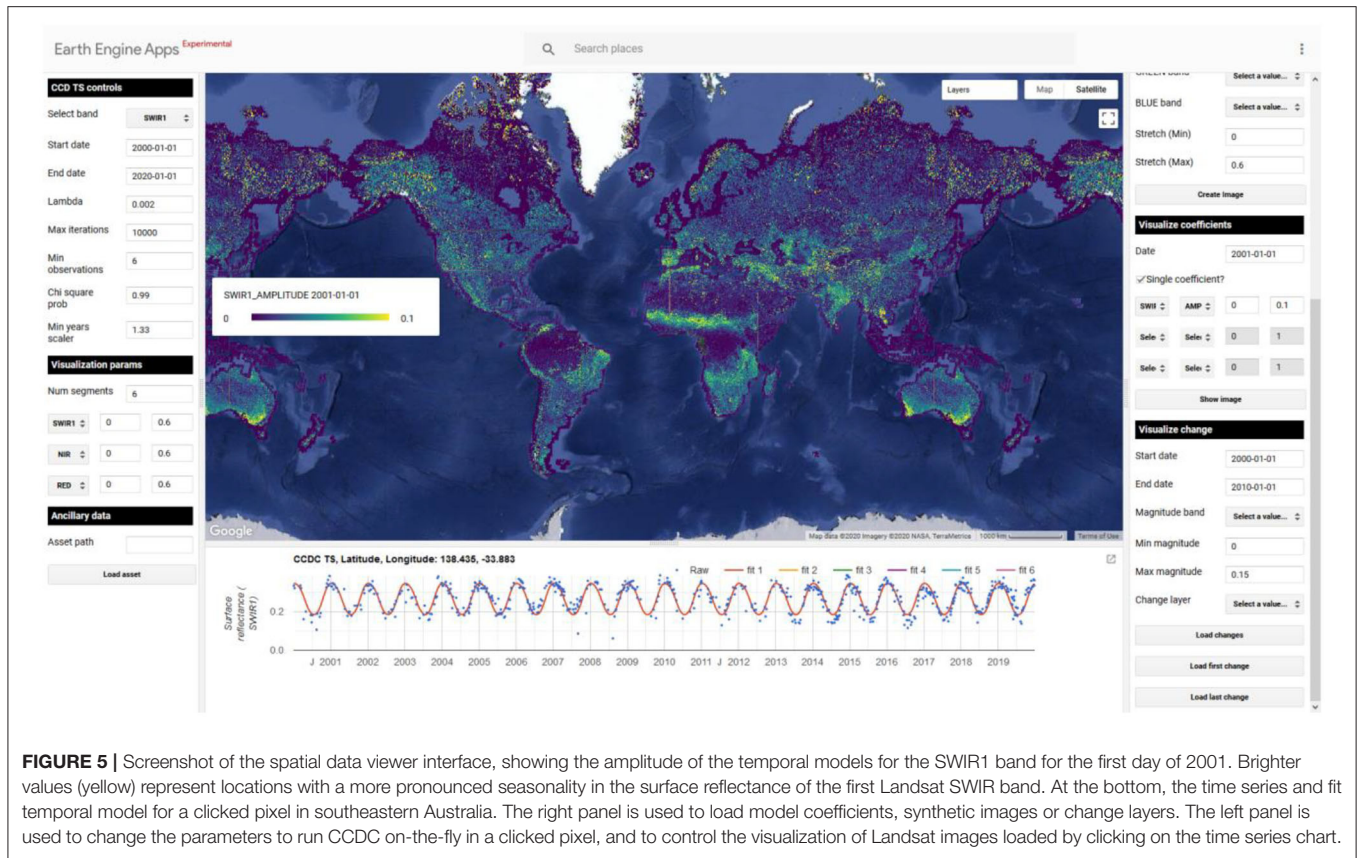 Earth Engine Apps Experimental
Search places
CCD TS controls
Select band SWIR1
Start date 2000-01-01
End date 2020-01-01
Lambda 0.002
Max iterations 10000
Min
observations 6
Chi square
prob 0.99
Min years
scaler 1.33
Visualization params
Num segments 6
SWIR1 0 0.6
NIR 0 0.6
RED 0 0.6
Ancillary data
Asset path
Load asset
Layers
Map Satellite
SWIR1_AMPLITUDE 2001-01-01
0 0.1
Google
Map data ©2020 Imagery ©2020 NASA, TerraMetrica 1000 km Terms of Use
CCDC TS, Latitude, Longitude: 138.435, -33.883
Raw fit 1 fit 2 fit 3 fit 4 fit 5 fit 6
Surface
reflectance (
SWIR1)
0.2
0.0
J 2001 2002 2003 2004 2005 2006 2007 2008 2009 2010 2011 J 2012 2013 2014 2015 2016 2017 2018 2019
GREEN band Select a value...
BLUE band Select a value...
Stretch (Min) 0
Stretch (Max) 0.6
Create Image
Visualize coefficients
Date 2001-01-01
Single coefficient?
SWIF AMP 0 0.1
Sele Sele 0 1
Sele Sele 0 1
Show image
Visualize change
Start date 2000-01-01
End date 2010-01-01
Magnitude band Select a value...
Min magnitude 0
Max magnitude 0.15
Change layer Select a value...
Load changes
Load first change
Load last change
FIGURE 5 | Screenshot of the spatial data viewer interface, showing the amplitude of the temporal models for the SWIR1 band for the first day of 2001. Brighter
values (yellow) represent locations with a more pronounced seasonality in the surface reflectance of the first Landsat SWIR band. At the bottom, the time series and fit
temporal model for a clicked pixel in southeastern Australia. The right panel is used to load model coefficients, synthetic images or change layers. The left panel is
used to change the parameters to run CCDC on-the-fly in a clicked pixel, and to control the visualization of Landsat images loaded by clicking on the time series chart.